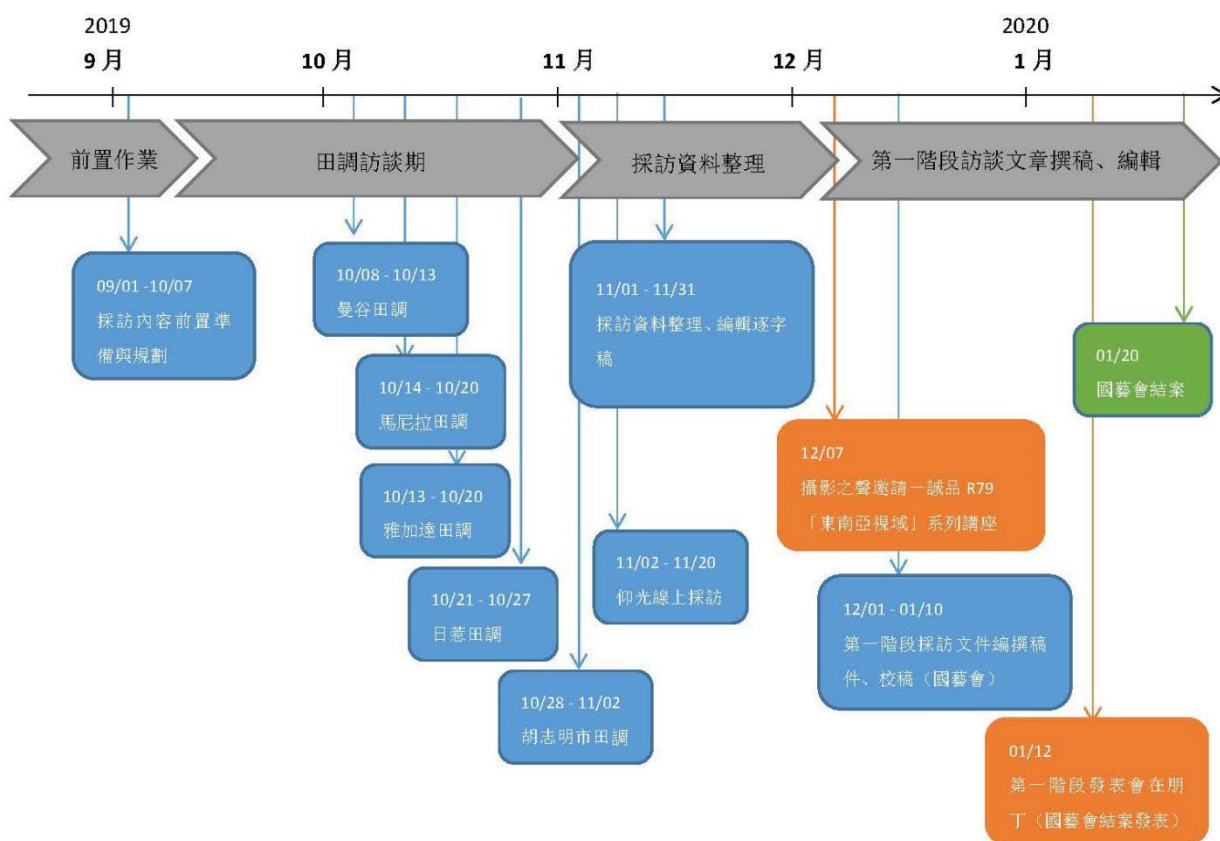 2019
2020
9 月
10 月
11 月
12 月
1 月
前置作業
田調訪談期
採訪資料整理
第一階段訪談文章撰稿、編輯
09/01 -10/07
採訪內容前置準
備與規劃
10/08 - 10/13
曼谷田調
10/14 - 10/20
馬尼拉田調
10/13 - 10/20
雅加達田調
10/21 - 10/27
日惹田調
10/28 - 11/02
胡志明市田調
11/01 - 11/31
採訪資料整理、編輯逐字
稿
11/02 - 11/20
仰光線上採訪
12/07
攝影之聲邀請－誠品 R79
「東南亞視域」系列講座
12/01 - 01/10
第一階段採訪文件編撰稿
件、校稿（國藝會）
01/20
國藝會結案
01/12
第一階段發表會在朋
丁（國藝會結案發表）